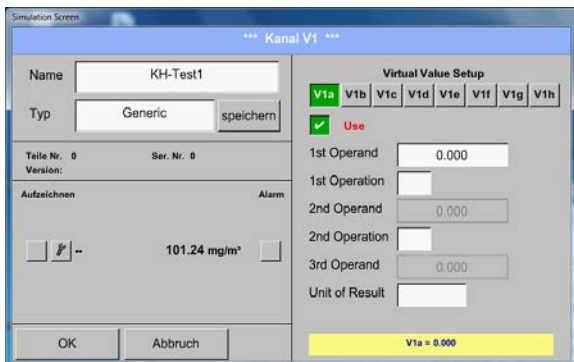 Simulation Screen
*** Kanal V1 ***
Name KH-Test1
Typ Generic speichern
Teile Nr. 0 Ser. Nr. 0
Version:
Aufzeichnen Alarm
-- 101.24 mg/m³
OK Abbruch
Virtual Value Setup
V1a V1b V1c V1d V1e V1f V1g V1h
Use
1st Operand 0.000
1st Operation
2nd Operand 0.000
2nd Operation
3rd Operand 0.000
Unit of Result
V1a = 0.000